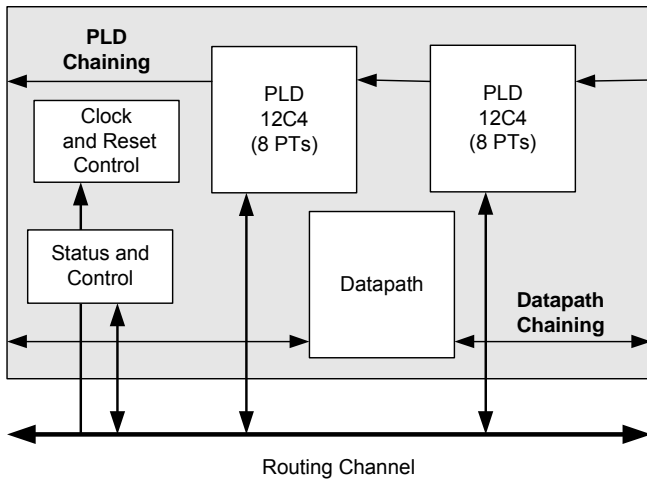 PLD
Chaining
PLD
12C4
(8 PTs)
PLD
12C4
(8 PTs)
Clock
and Reset
Control
Status and
Control
Datapath
Datapath
Chaining
Routing Channel